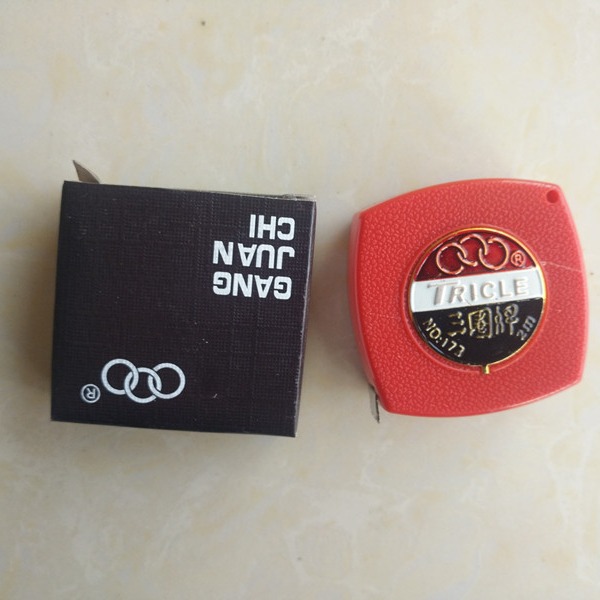 GANG
JUAN
CHI
®
®
TRICLE
三圈牌
NO:173
2m